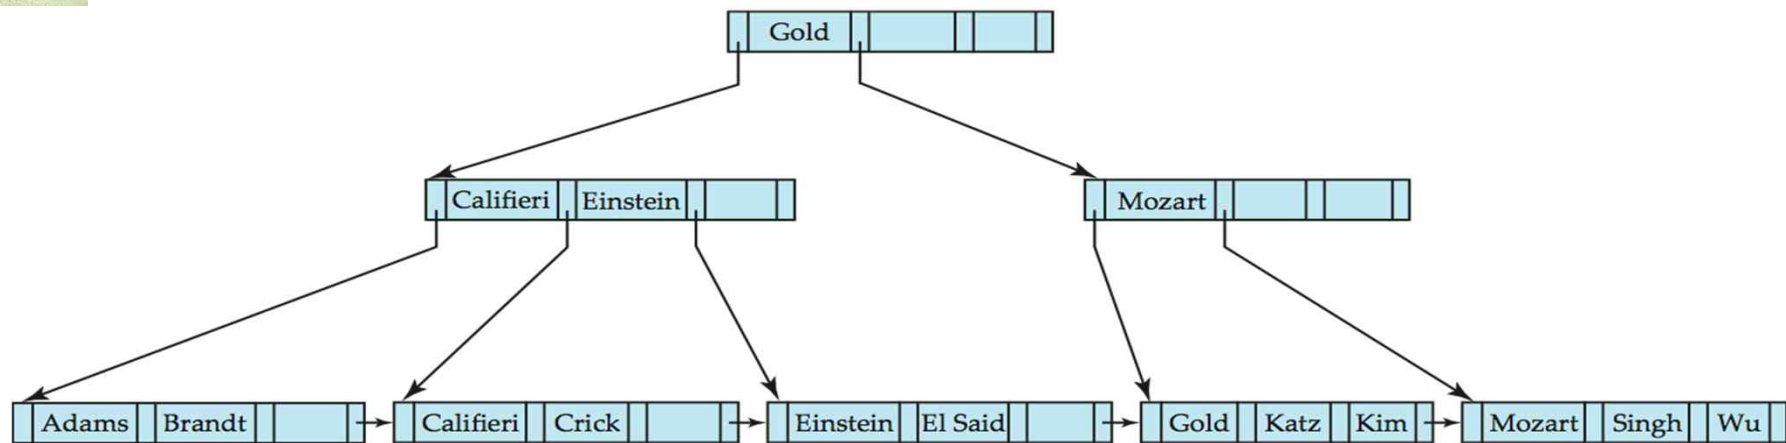 Gold
Califieri Einstein
Mozart
Adams Brandt
Califieri Crick
Einstein El Said
Gold Katz Kim
Mozart Singh Wu